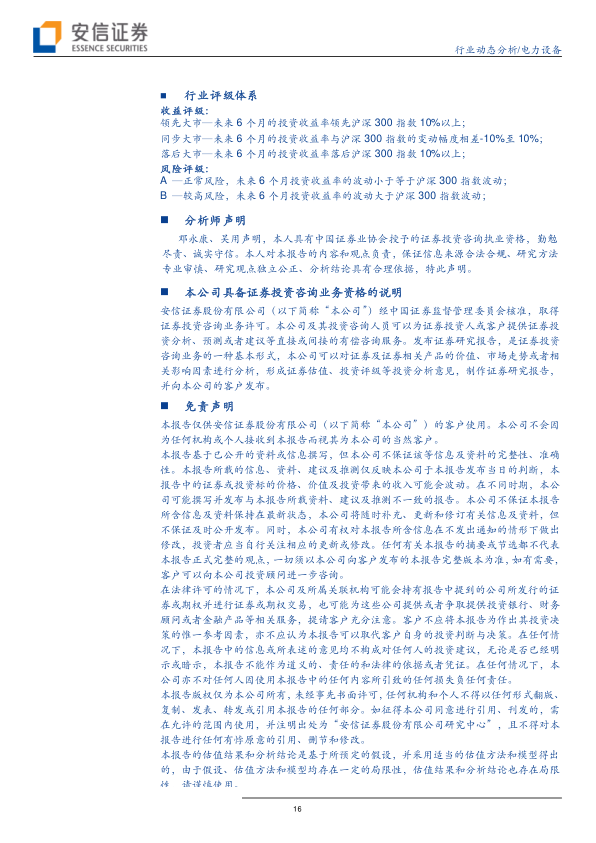 安信证券
ESSENCE SECURITIES
行业动态分析/电力设备
■ 行业评级体系
收益评级：
领先大市—未来 6 个月的投资收益率领先沪深 300 指数 10%以上；
同步大市—未来 6 个月的投资收益率与沪深 300 指数的变动幅度相差-10%至 10%；
落后大市—未来 6 个月的投资收益率落后沪深 300 指数 10%以上；
风险评级：
A —正常风险，未来 6 个月投资收益率的波动小于等于沪深 300 指数波动；
B —较高风险，未来 6 个月投资收益率的波动大于沪深 300 指数波动；
■ 分析师声明
邓永康、吴用声明，本人具有中国证券业协会授予的证券投资咨询执业资格，勤勉
尽责、诚实守信。本人对本报告的内容和观点负责，保证信息来源合法合规、研究方法
专业审慎、研究观点独立公正、分析结论具有合理依据，特此声明。
■ 本公司具备证券投资咨询业务资格的说明
安信证券股份有限公司（以下简称“本公司”）经中国证券监督管理委员会核准，取得
证券投资咨询业务许可。本公司及其投资咨询人员可以为证券投资人或客户提供证券投
资分析、预测或者建议等直接或间接的有偿咨询服务。发布证券研究报告，是证券投资
咨询业务的一种基本形式，本公司可以对证券及证券相关产品的价值、市场走势或者相
关影响因素进行分析，形成证券估值、投资评级等投资分析意见，制作证券研究报告，
并向本公司的客户发布。
■ 免责声明
本报告仅供安信证券股份有限公司（以下简称“本公司”）的客户使用。本公司不会因
为任何机构或个人接收到本报告而视其为本公司的当然客户。
本报告基于已公开的资料或信息撰写，但本公司不保证该等信息及资料的完整性、准确
性。本报告所载的信息、资料、建议及推测仅反映本公司于本报告发布当日的判断，本
报告中的证券或投资标的价格、价值及投资带来的收入可能会波动。在不同时期，本公
司可能撰写并发布与本报告所载资料、建议及推测不一致的报告。本公司不保证本报告
所含信息及资料保持在最新状态，本公司将随时补充、更新和修订有关信息及资料，但
不保证及时公开发布。同时，本公司有权对本报告所含信息在不发出通知的情形下做出
修改，投资者应当自行关注相应的更新或修改。任何有关本报告的摘要或节选都不代表
本报告正式完整的观点，一切须以本公司向客户发布的本报告完整版本为准，如有需要，
客户可以向本公司投资顾问进一步咨询。
在法律许可的情况下，本公司及所属关联机构可能会持有报告中提到的公司所发行的证
券或期权并进行证券或期权交易，也可能为这些公司提供或者争取提供投资银行、财务
顾问或者金融产品等相关服务，提请客户充分注意。客户不应将本报告为作出其投资决
策的惟一参考因素，亦不应认为本报告可以取代客户自身的投资判断与决策。在任何情
况下，本报告中的信息或所表述的意见均不构成对任何人的投资建议，无论是否已经明
示或暗示，本报告不能作为道义的、责任的和法律的依据或者凭证。在任何情况下，本
公司亦不对任何人因使用本报告中的任何内容所引致的任何损失负任何责任。
本报告版权仅为本公司所有，未经事先书面许可，任何机构和个人不得以任何形式翻版、
复制、发表、转发或引用本报告的任何部分。如征得本公司同意进行引用、刊发的，需
在允许的范围内使用，并注明出处为“安信证券股份有限公司研究中心”，且不得对本
报告进行任何有悖原意的引用、删节和修改。
本报告的估值结果和分析结论是基于所预定的假设，并采用适当的估值方法和模型得出
的，由于假设、估值方法和模型均存在一定的局限性，估值结果和分析结论也存在局限
性，请谨慎使用。
16